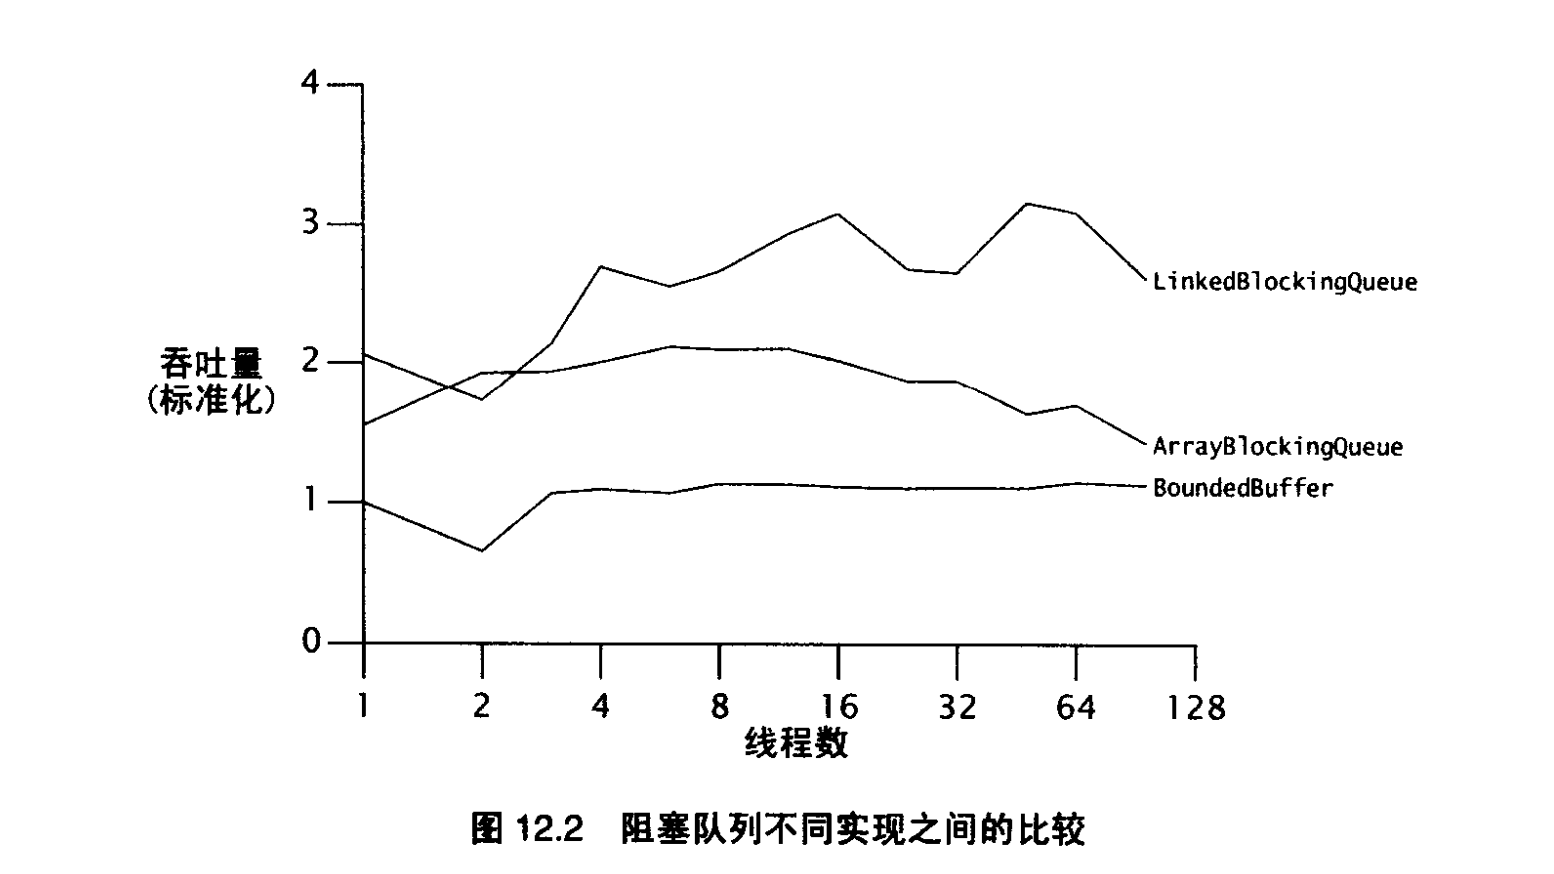 4
3
2
1
0
吞吐量
(标准化)
LinkedBlockingQueue
ArrayBlockingQueue
BoundedBuffer
1 2 4 8 16 32 64 128
线程数
图 12.2 阻塞队列不同实现之间的比较